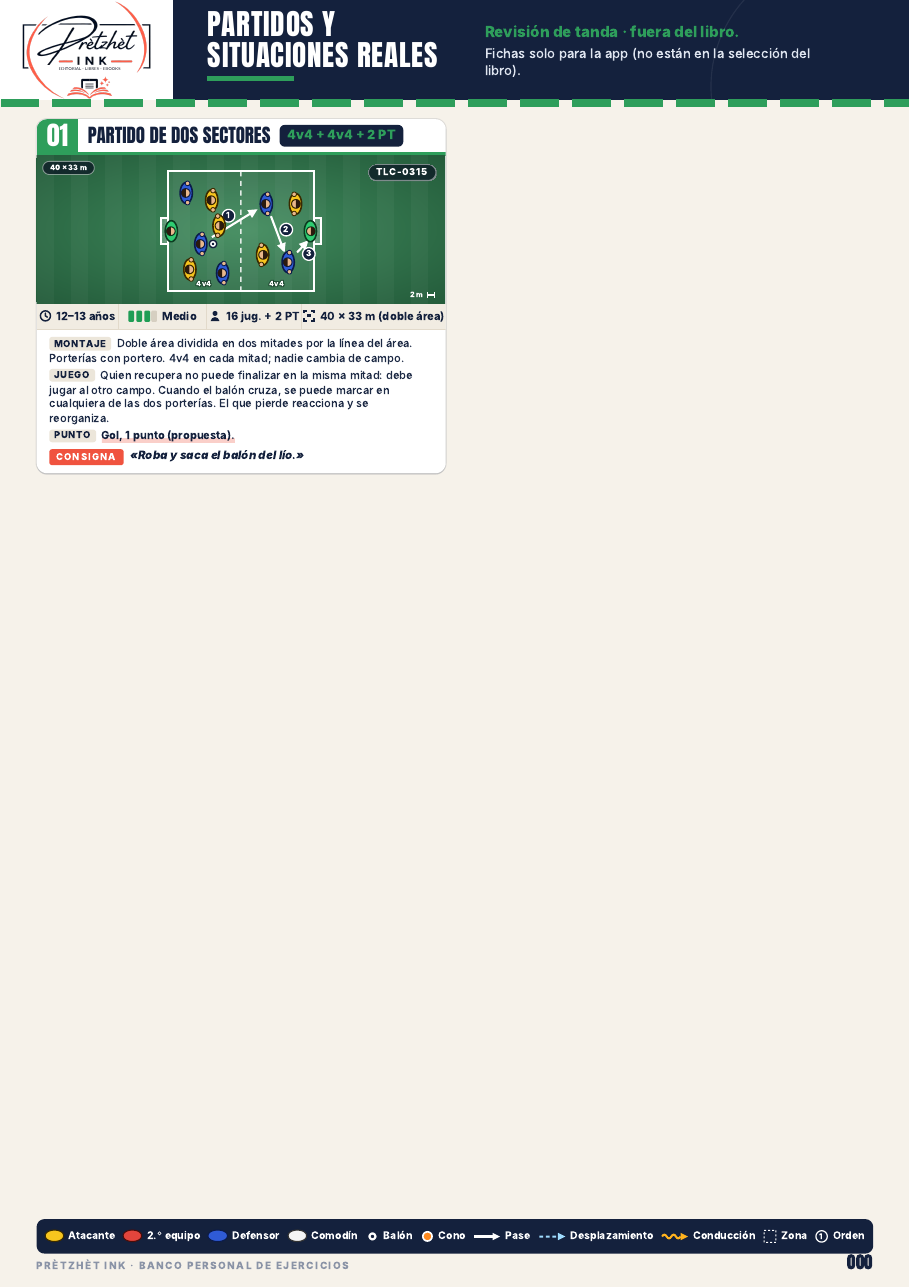 Prètzhèt
INK
EDITORIAL · LIBRES · EBOOKS
PARTIDOS Y
SITUACIONES REALES
Revisión de tanda · fuera del libro.
Fichas solo para la app (no están en la selección del
libro).
01 PARTIDO DE DOS SECTORES 4v4 + 4v4 + 2 PT
40 × 33 m
TLC-0315
1
2
3
4v4 4v4
2 m
12–13 años Medio 16 jug. + 2 PT 40 × 33 m (doble área)
MONTAJE Doble área dividida en dos mitades por la línea del área.
Porterías con portero. 4v4 en cada mitad; nadie cambia de campo.
JUEGO Quien recupera no puede finalizar en la misma mitad: debe
jugar al otro campo. Cuando el balón cruza, se puede marcar en
cualquiera de las dos porterías. El que pierde reacciona y se
reorganiza.
PUNTO Gol, 1 punto (propuesta).
CONSIGNA «Roba y saca el balón del lío.»
Atacante 2.º equipo Defensor Comodín Balón Cono Pase Desplazamiento Conducción Zona 1 Orden
PRÈTZHÈT INK · BANCO PERSONAL DE EJERCICIOS
000